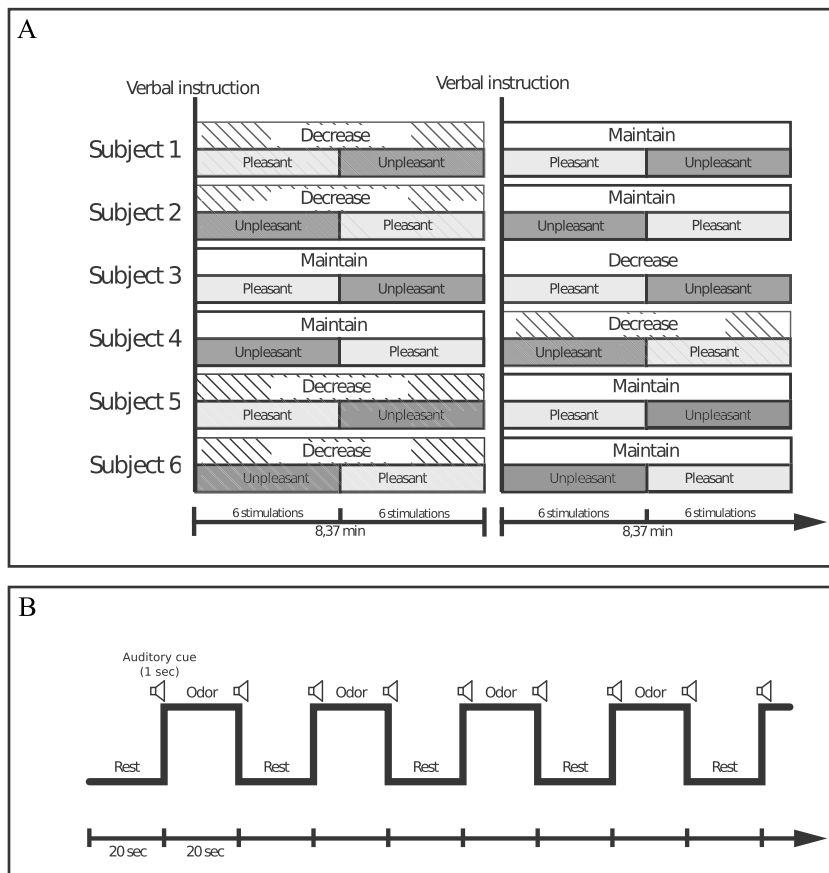 A
Verbal instruction
Verbal instruction
Subject 1
Decrease
Pleasant
Unpleasant
Maintain
Pleasant
Unpleasant
Subject 2
Decrease
Unpleasant
Pleasant
Maintain
Unpleasant
Pleasant
Subject 3
Maintain
Pleasant
Unpleasant
Decrease
Pleasant
Unpleasant
Subject 4
Maintain
Unpleasant
Pleasant
Decrease
Unpleasant
Pleasant
Subject 5
Decrease
Pleasant
Unpleasant
Maintain
Pleasant
Unpleasant
Subject 6
Decrease
Unpleasant
Pleasant
Maintain
Unpleasant
Pleasant
6 stimulations
6 stimulations
8,37 min
6 stimulations
6 stimulations
8,37 min
B
Auditory cue
(1 sec)
Odor
Odor
Odor
Odor
Rest
Rest
Rest
Rest
Rest
20 sec
20 sec